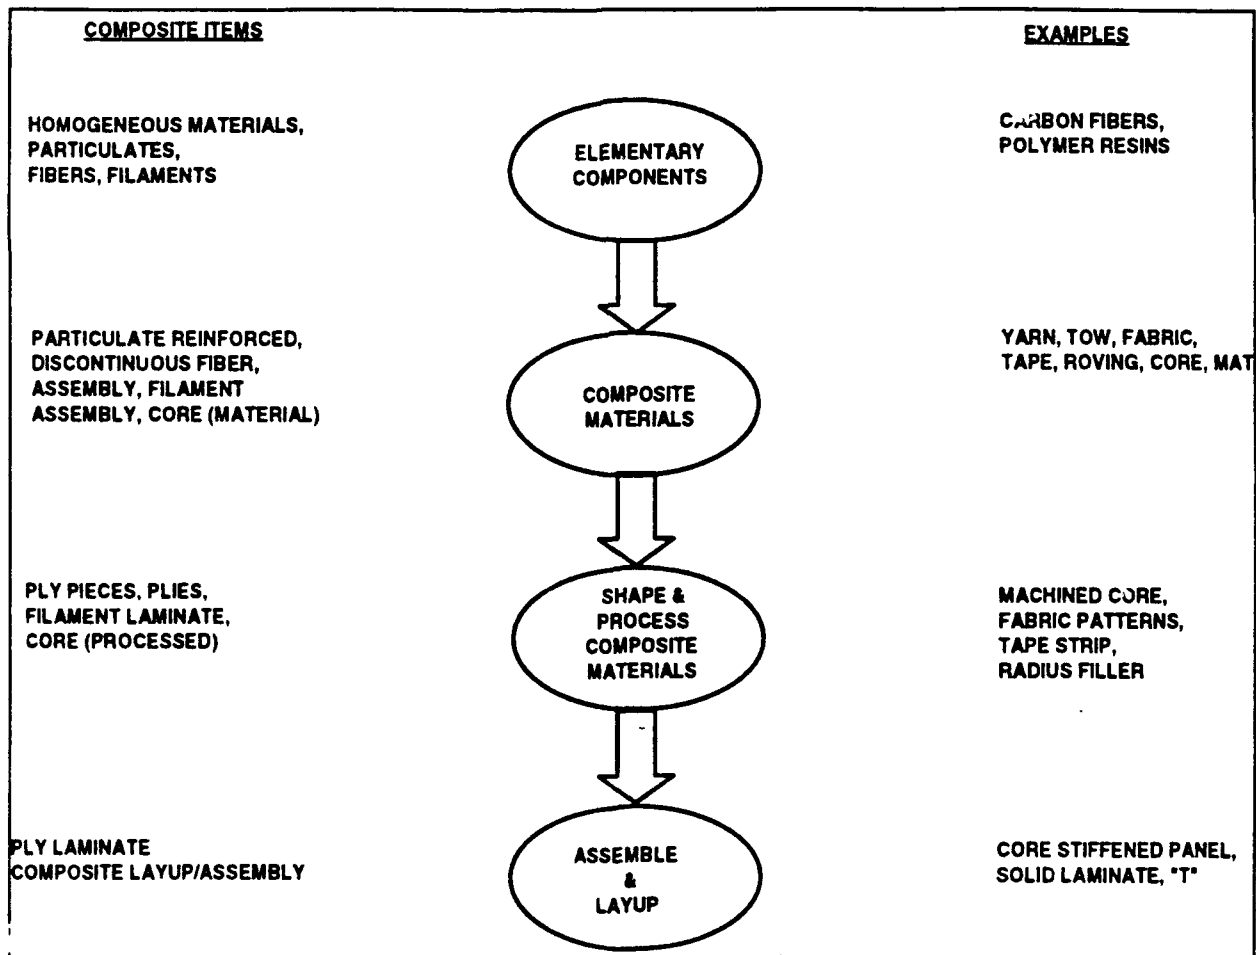 COMPOSITE ITEMS
EXAMPLES
HOMOGENEOUS MATERIALS,
PARTICULATES,
FIBERS, FILAMENTS
ELEMENTARY
COMPONENTS
CARBON FIBERS,
POLYMER RESINS
PARTICULATE REINFORCED,
DISCONTINUOUS FIBER,
ASSEMBLY, FILAMENT
ASSEMBLY, CORE (MATERIAL)
COMPOSITE
MATERIALS
YARN, TOW, FABRIC,
TAPE, ROVING, CORE, MAT
PLY PIECES, PLIES,
FILAMENT LAMINATE,
CORE (PROCESSED)
SHAPE &
PROCESS
COMPOSITE
MATERIALS
MACHINED CORE,
FABRIC PATTERNS,
TAPE STRIP,
RADIUS FILLER
PLY LAMINATE
COMPOSITE LAYUP/ASSEMBLY
ASSEMBLE
&
LAYUP
CORE STIFFENED PANEL,
SOLID LAMINATE, "T"